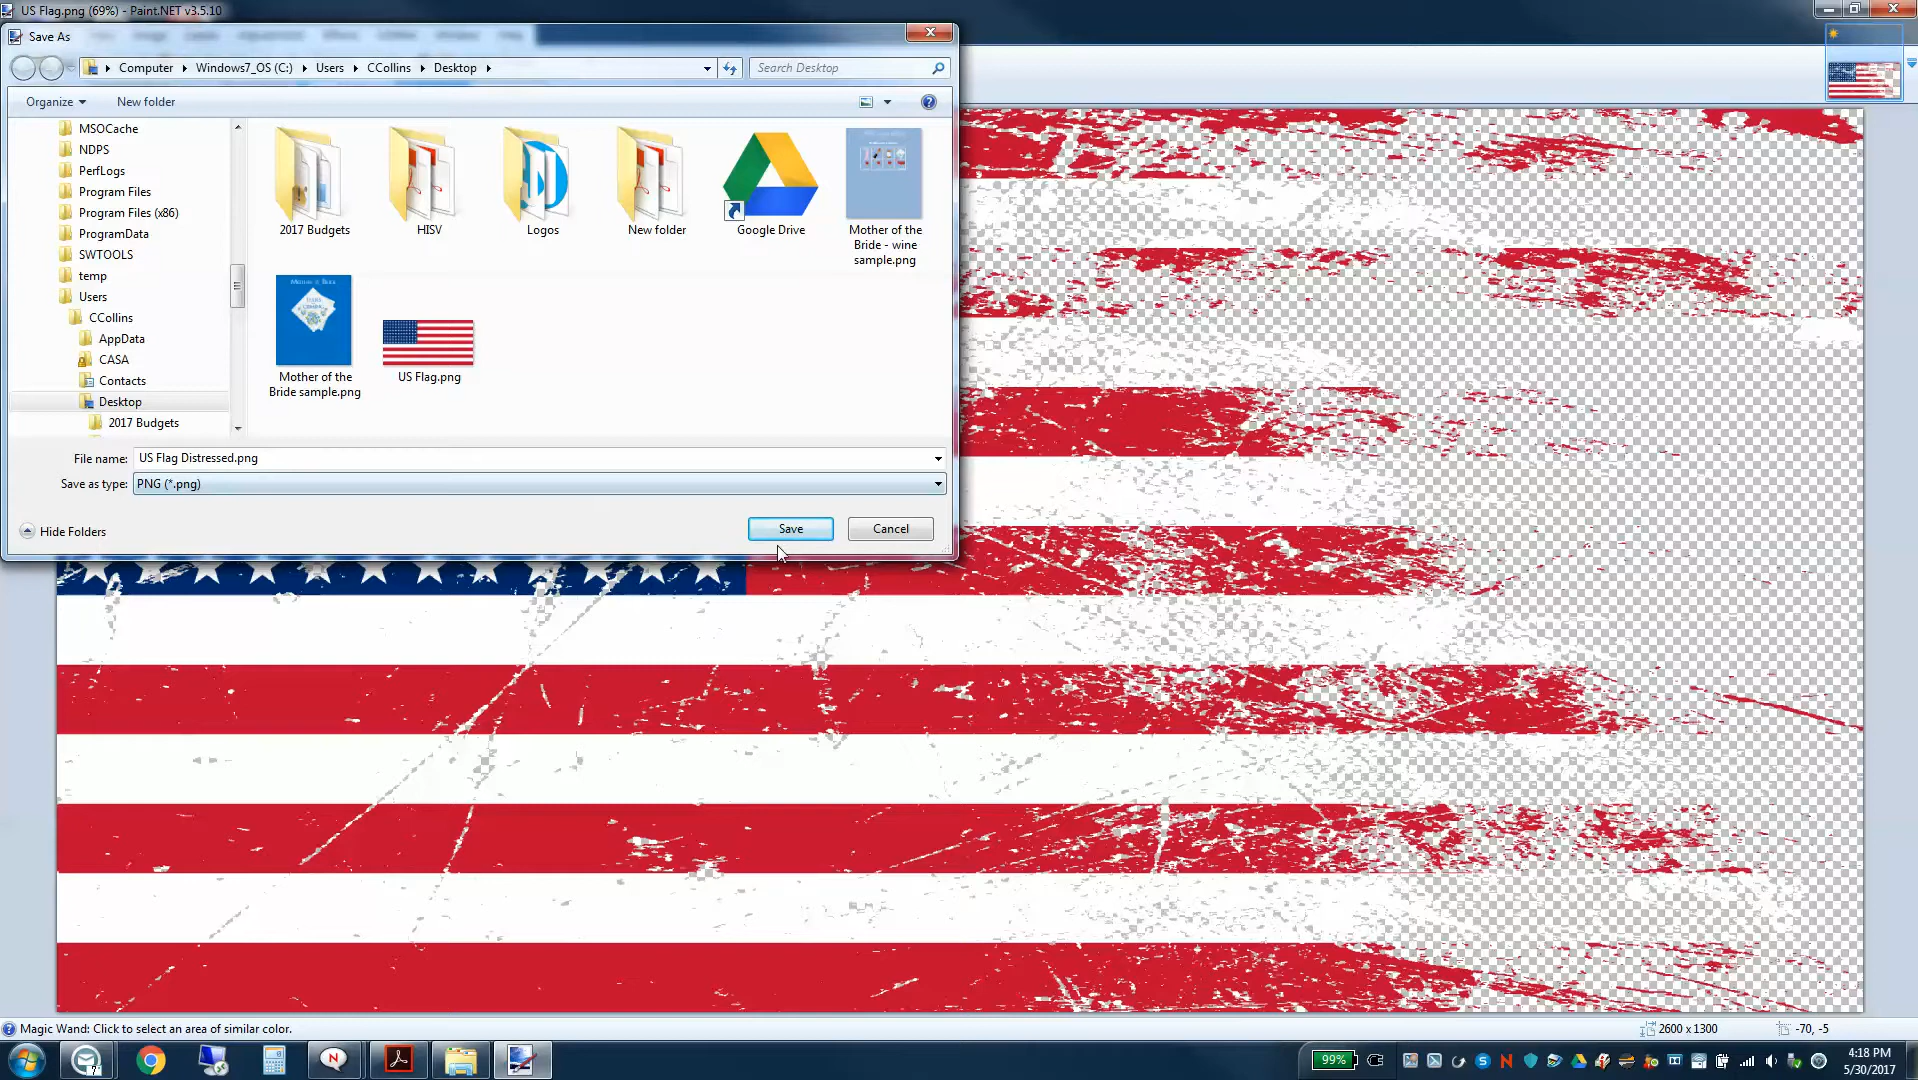 US Flag.png (69%) - Paint.NET v3.5.10
Save As
Computer Windows7_OS (C:) Users CCollins Desktop
Search Desktop
Organize New folder
MSOCache
NDPS
PerfLogs
Program Files
Program Files (x86)
ProgramData
SWTOOLS
temp
Users
CCollins
AppData
CASA
Contacts
Desktop
2017 Budgets
2017 Budgets
HISV
Logos
New folder
Google Drive
Mother of the
Bride - wine
sample.png
Mother of the
Bride sample.png
US Flag.png
File name: US Flag Distressed.png
Save as type: PNG (*.png)
Hide Folders
Save
Cancel
Magic Wand: Click to select an area of similar color.
2600 x 1300
-70, -5
99%
4:18 PM
5/30/2017